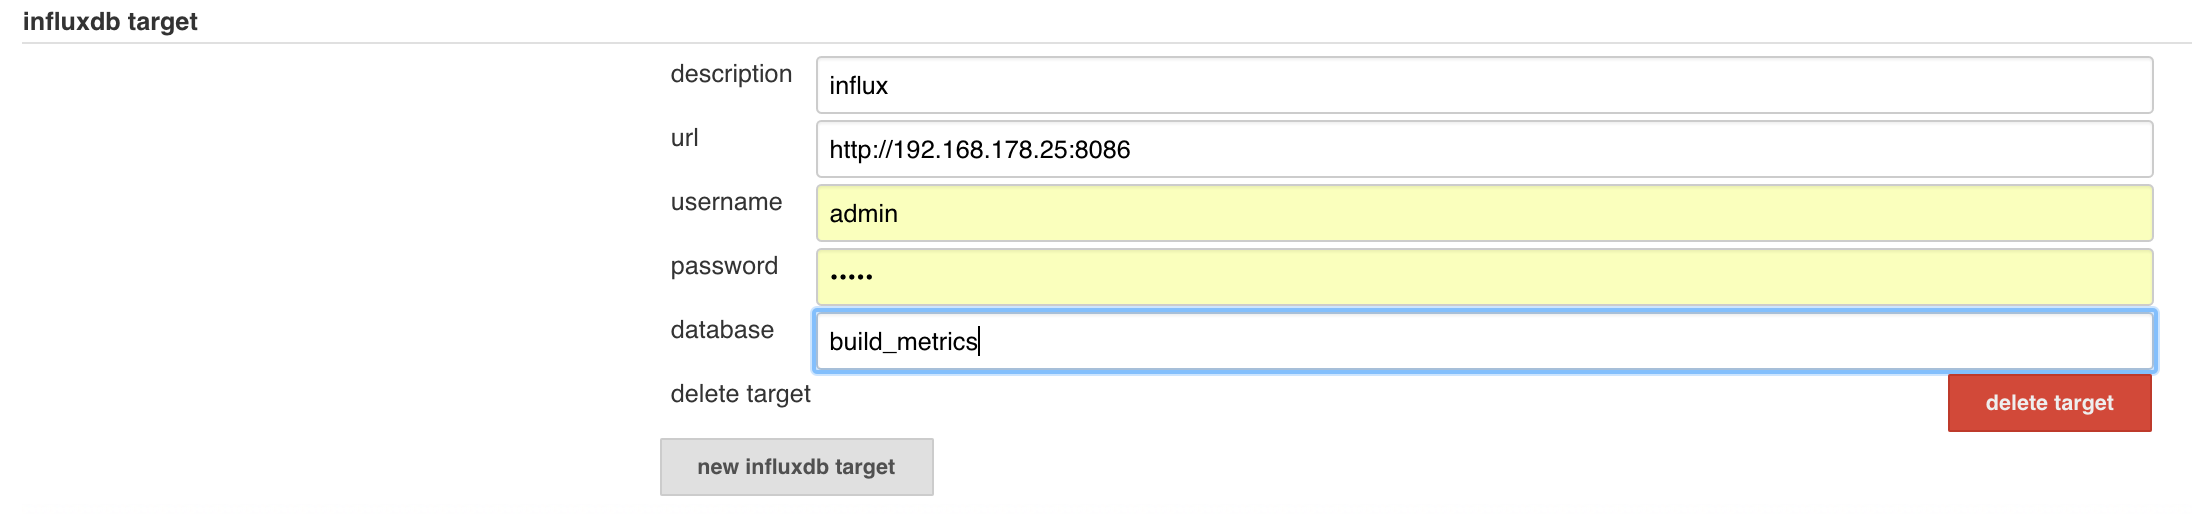 influxdb target
description influx
url http://192.168.178.25:8086
username admin
password •••••
database build_metrics
delete target delete target
new influxdb target